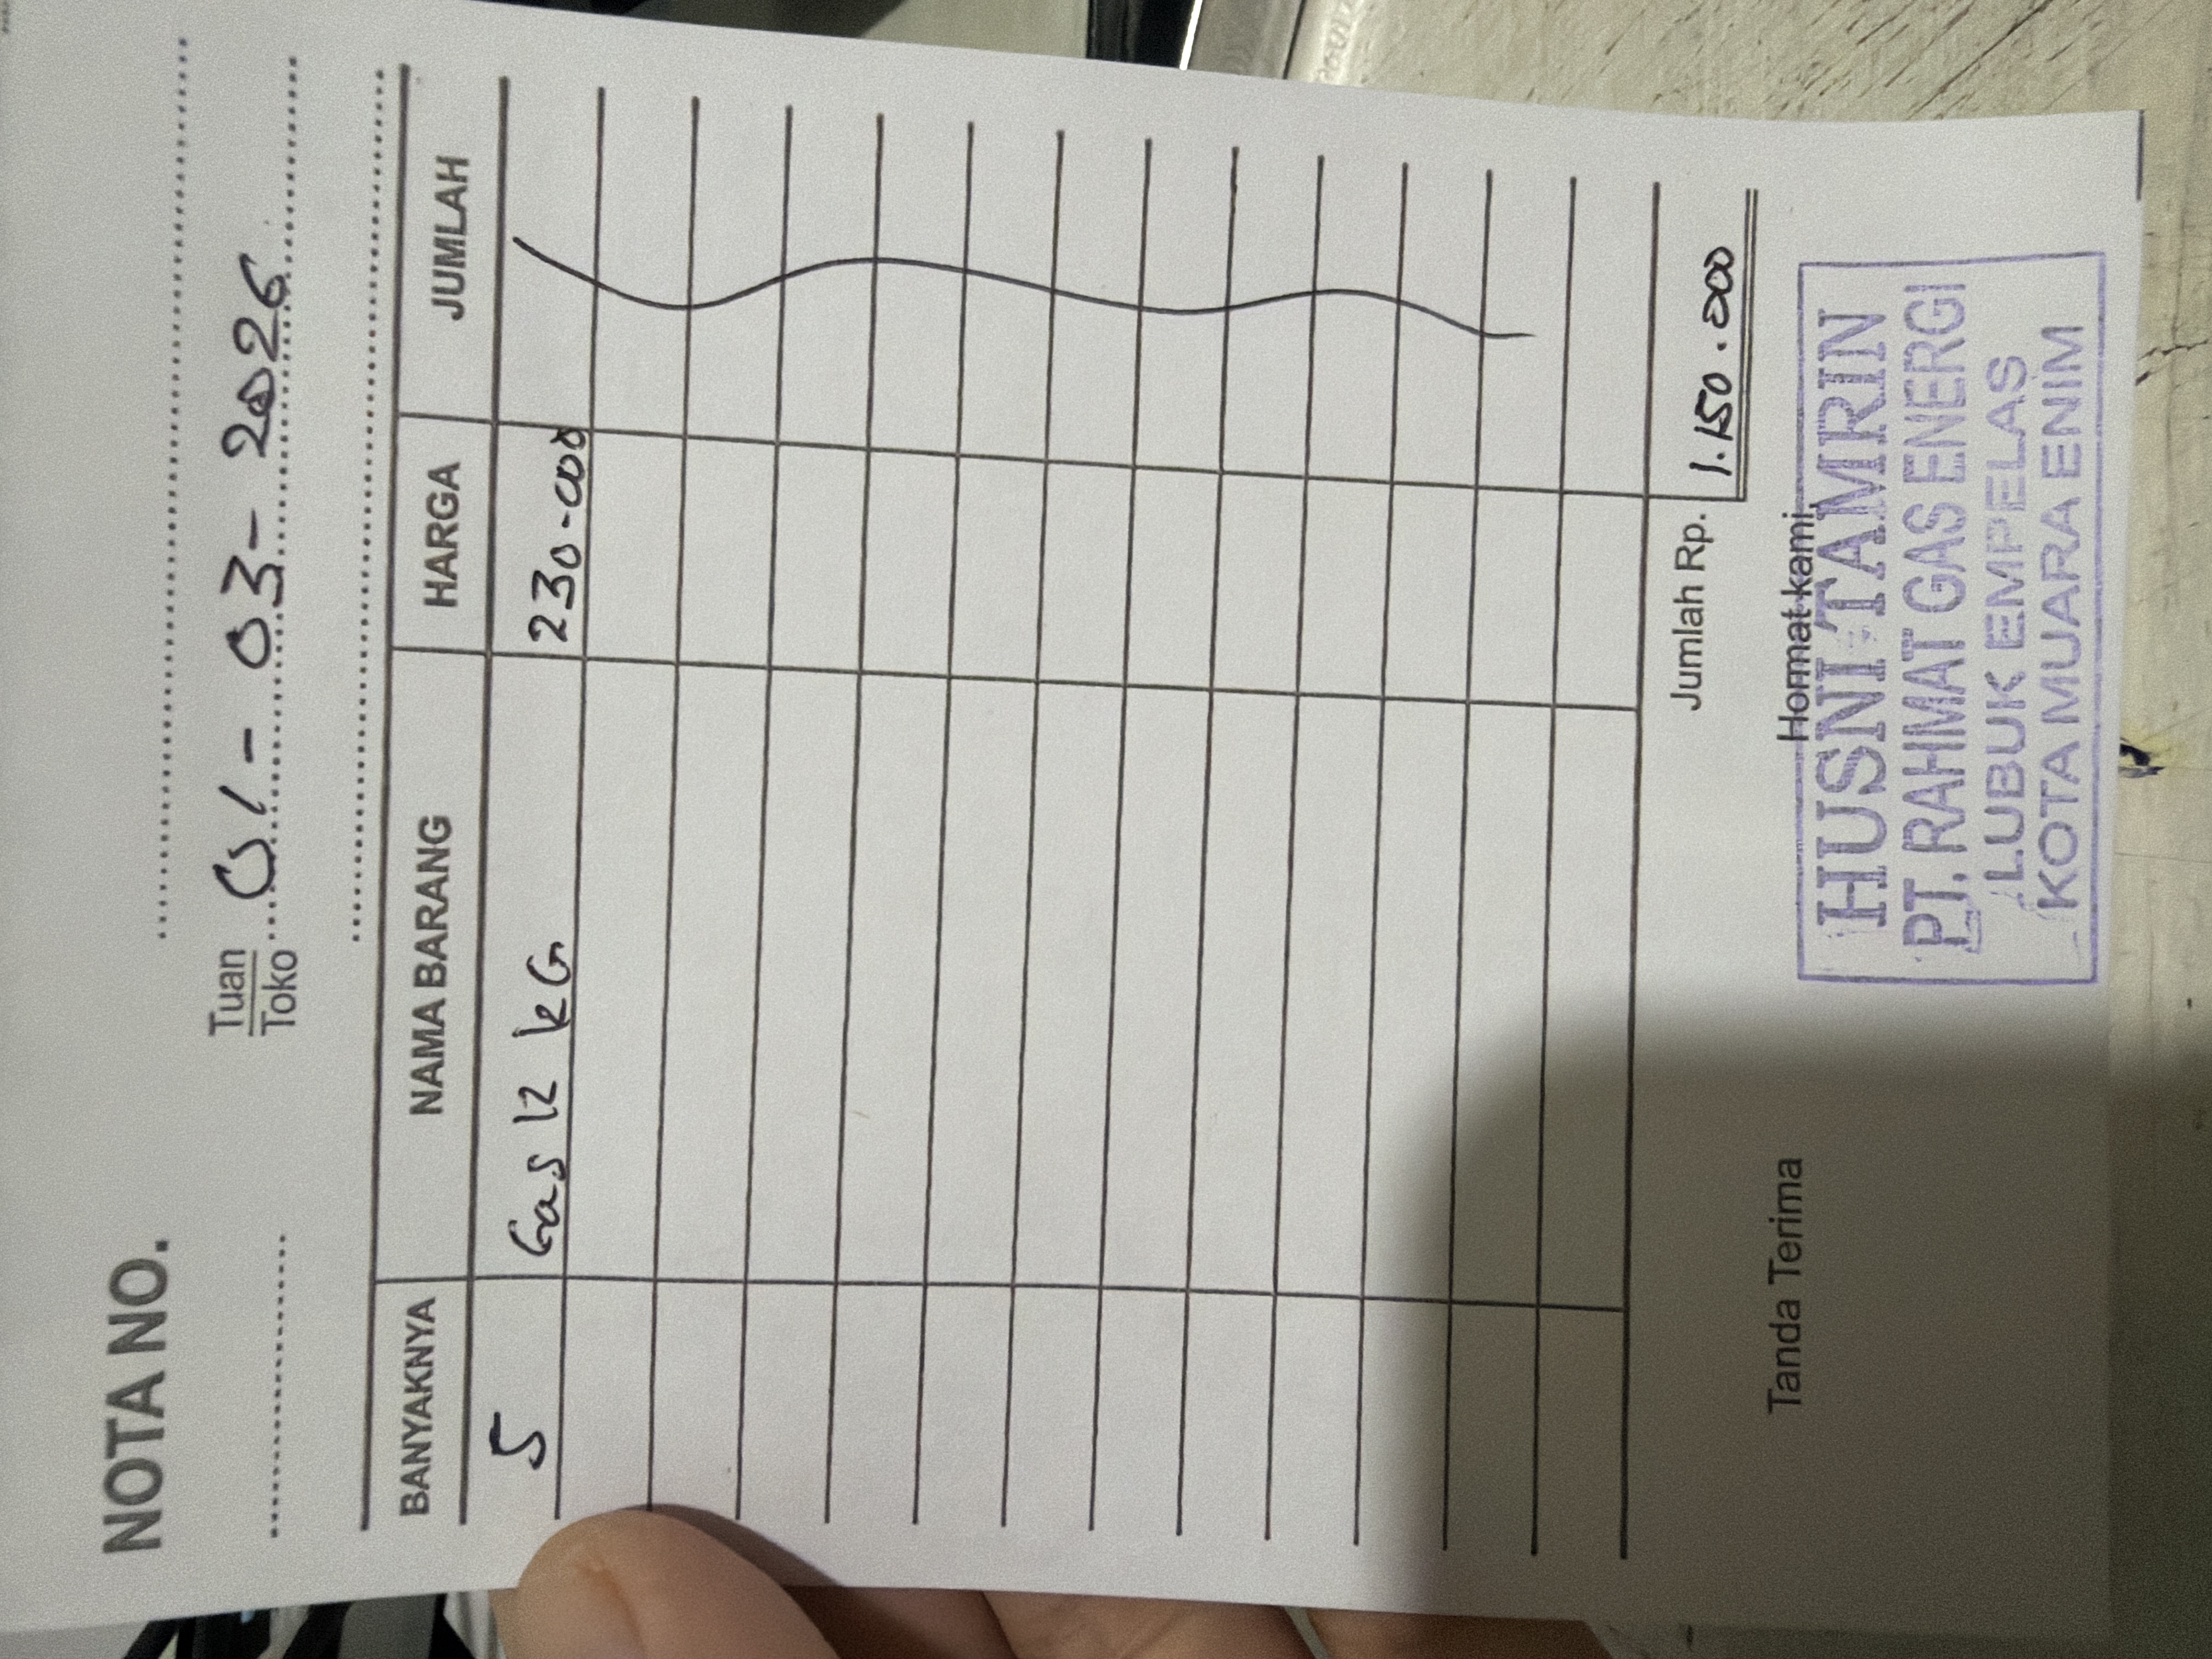 NOTA NO.
Tuan
Toko
01 - 03 - 2026
BANYAKNYA NAMA BARANG HARGA JUMLAH
5 Gas 12 kG 230.000
Jumlah Rp. 1.150.000
Tanda Terima Hormat kami,
HUSNI TAMRIN
PT. RAHMAT GAS ENERGI
LUBUK EMPELAS
KOTA MUARA ENIM